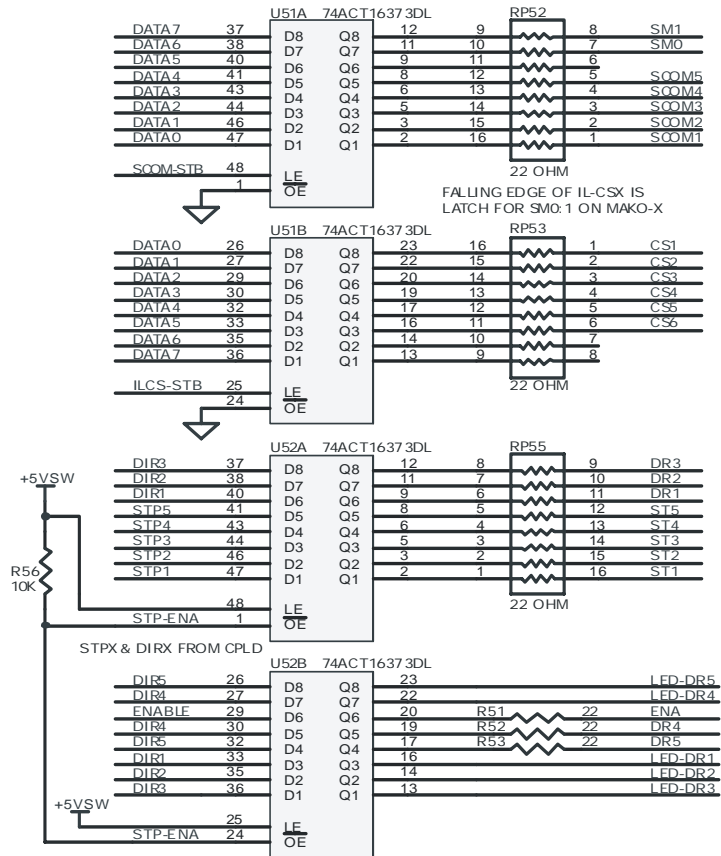 U51A 74ACT16373DL RP52
DATA7 37 D8 Q8 12 9 8 SM1
DATA6 38 D7 Q7 11 10 7 SM0
DATA5 40 D6 Q6 9 11 6
DATA4 41 D5 Q5 8 12 5 SCOM5
DATA3 43 D4 Q4 6 13 4 SCOM4
DATA2 44 D3 Q3 5 14 3 SCOM3
DATA1 46 D2 Q2 3 15 2 SCOM2
DATA0 47 D1 Q1 2 16 1 SCOM1
SCOM-STB 48 LE
1 OE
22 OHM
FALLING EDGE OF IL-CSX IS
LATCH FOR SM0:1 ON MAKO-X
U51B 74ACT16373DL RP53
DATA0 26 D8 Q8 23 16 1 CS1
DATA1 27 D7 Q7 22 15 2 CS2
DATA2 29 D6 Q6 20 14 3 CS3
DATA3 30 D5 Q5 19 13 4 CS4
DATA4 32 D4 Q4 17 12 5 CS5
DATA5 33 D3 Q3 16 11 6 CS6
DATA6 35 D2 Q2 14 10 7
DATA7 36 D1 Q1 13 9 8
ILCS-STB 25 LE
24 OE
22 OHM
U52A 74ACT16373DL RP55
+5VSW
DIR3 37 D8 Q8 12 8 9 DR3
DIR2 38 D7 Q7 11 7 10 DR2
DIR1 40 D6 Q6 9 6 11 DR1
STP5 41 D5 Q5 8 5 12 ST5
STP4 43 D4 Q4 6 4 13 ST4
STP3 44 D3 Q3 5 3 14 ST3
STP2 46 D2 Q2 3 2 15 ST2
STP1 47 D1 Q1 2 1 16 ST1
R56
10K
48 LE
STP-ENA 1 OE
22 OHM
STPX & DIRX FROM CPLD
U52B 74ACT16373DL
DIR5 26 D8 Q8 23 LED-DR5
DIR4 27 D7 Q7 22 LED-DR4
ENABLE 29 D6 Q6 20 R51 22 ENA
DIR4 30 D5 Q5 19 R52 22 DR4
DIR5 32 D4 Q4 17 R53 22 DR5
DIR1 33 D3 Q3 16 LED-DR1
DIR2 35 D2 Q2 14 LED-DR2
DIR3 36 D1 Q1 13 LED-DR3
+5VSW
25 LE
STP-ENA 24 OE